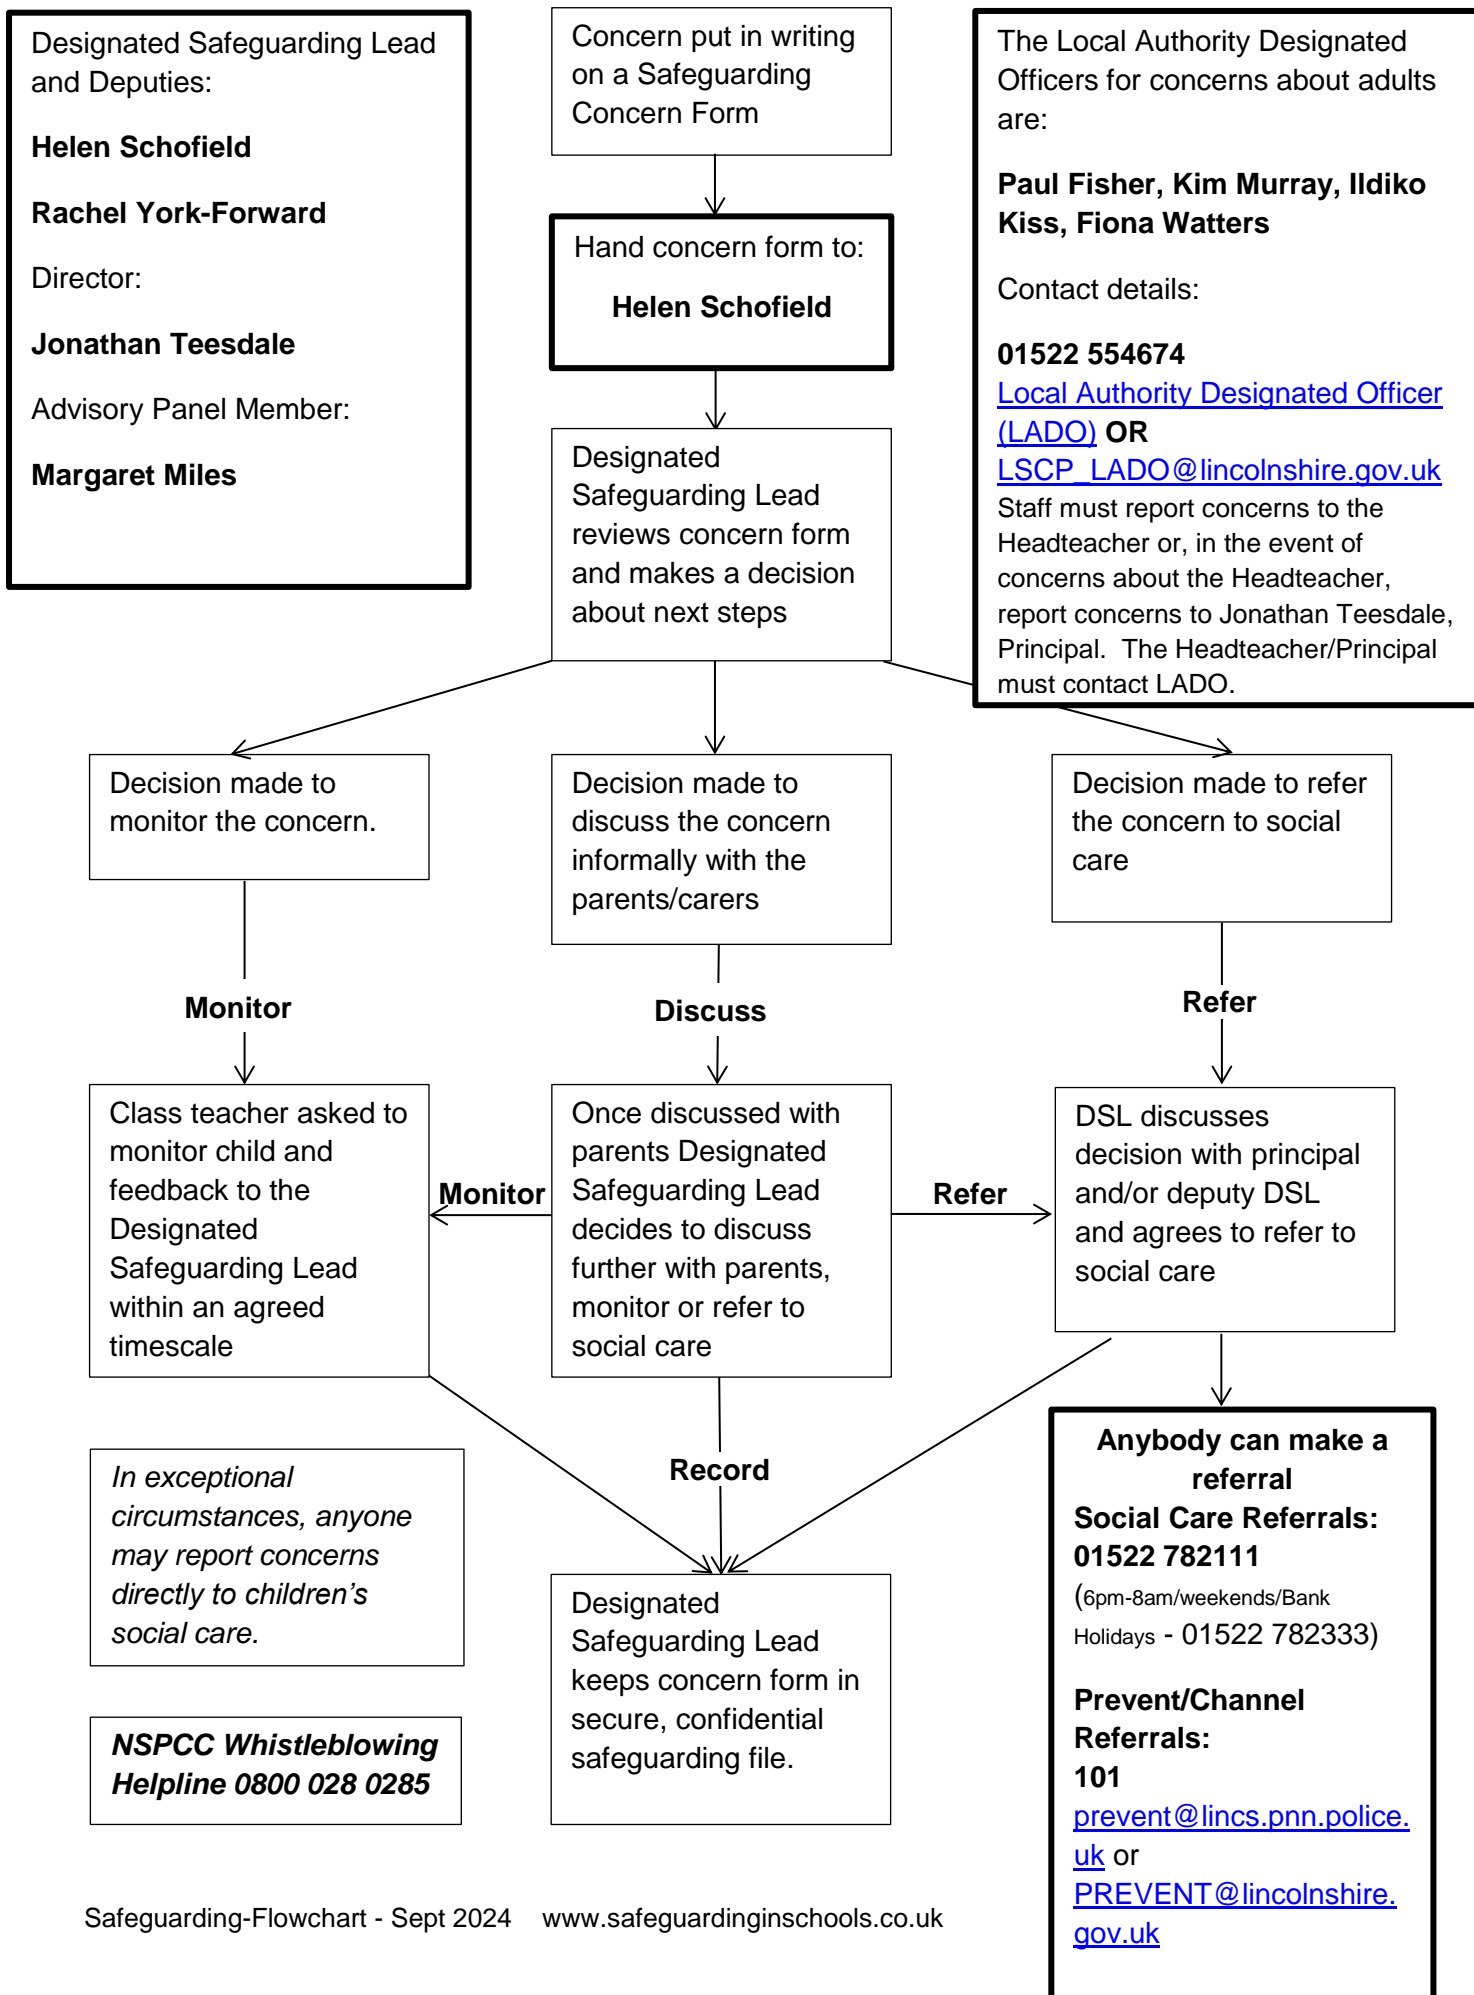 Designated Safeguarding Lead
and Deputies:
Helen Schofield
Rachel York-Forward
Director:
Jonathan Teesdale
Advisory Panel Member:
Margaret Miles
Concern put in writing
on a Safeguarding
Concern Form
Hand concern form to:
Helen Schofield
Designated
Safeguarding Lead
reviews concern form
and makes a decision
about next steps
The Local Authority Designated
Officers for concerns about adults
are:
Paul Fisher, Kim Murray, Ildiko
Kiss, Fiona Watters
Contact details:
01522 554674
Local Authority Designated Officer
(LADO) OR
LSCP_LADO@lincolnshire.gov.uk
Staff must report concerns to the
Headteacher or, in the event of
concerns about the Headteacher,
report concerns to Jonathan Teesdale,
Principal.  The Headteacher/Principal
must contact LADO.
Decision made to
monitor the concern.
Decision made to
discuss the concern
informally with the
parents/carers
Decision made to refer
the concern to social
care
Monitor
Discuss
Refer
Class teacher asked to
monitor child and
feedback to the
Designated
Safeguarding Lead
within an agreed
timescale
Monitor
Once discussed with
parents Designated
Safeguarding Lead
decides to discuss
further with parents,
monitor or refer to
social care
Refer
DSL discusses
decision with principal
and/or deputy DSL
and agrees to refer to
social care
In exceptional
circumstances, anyone
may report concerns
directly to children’s
social care.
NSPCC Whistleblowing
Helpline 0800 028 0285
Record
Designated
Safeguarding Lead
keeps concern form in
secure, confidential
safeguarding file.
Anybody can make a
referral
Social Care Referrals:
01522 782111
(6pm-8am/weekends/Bank
Holidays - 01522 782333)
Prevent/Channel
Referrals:
101
prevent@lincs.pnn.police.
uk or
PREVENT@lincolnshire.
gov.uk
Safeguarding-Flowchart - Sept 2024    www.safeguardinginschools.co.uk